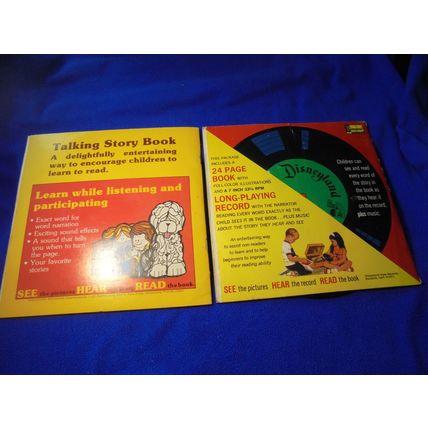 Talking Story Book
A delightfully entertaining
way to encourage children to
learn to read.
Learn while listening and
participating
• Exact word for
word narration
• Exciting sound effects
• A sound that tells
you when to turn
the page.
• Your favorite
stories
SEE the pictures HEAR READ the book.
THIS PACKAGE
INCLUDES A
24 PAGE
BOOK WITH
FULL COLOR ILLUSTRATIONS
AND A 7 INCH 33⅓ RPM
LONG-PLAYING
RECORD WITH THE NARRATOR
READING EVERY WORD EXACTLY AS THE
CHILD SEES IT IN THE BOOK . . . PLUS MUSIC
ABOUT THE STORY THEY HEAR AND SEE
An entertaining way
to assist non-readers
to learn and to help
beginners to improve
their reading ability
Disneyland
Children can
see and read
every word of
the story in
the book as
they hear it
on the record,
plus music.
SEE the pictures HEAR the record READ the book